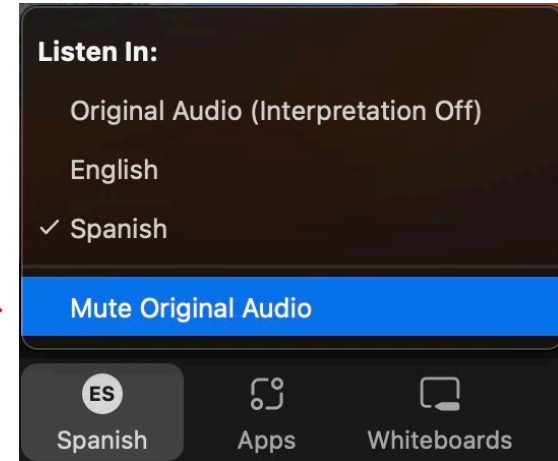 Listen In:
Original Audio (Interpretation Off)
English
✓ Spanish
Mute Original Audio
ES
Spanish Apps Whiteboards